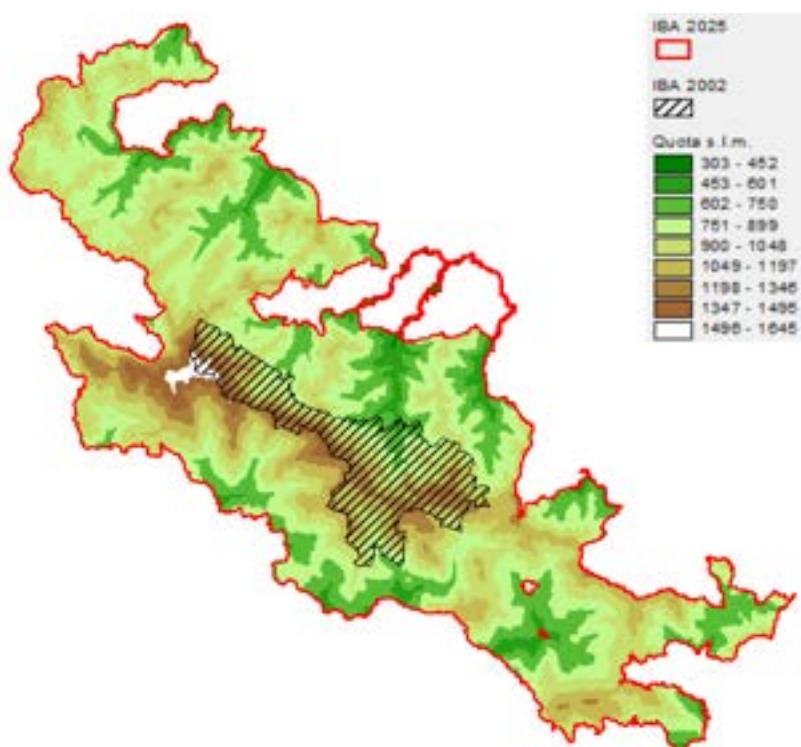 IBA 2025
IBA 2002
Quota s.l.m.
303 - 452
453 - 601
602 - 750
751 - 899
900 - 1048
1049 - 1197
1198 - 1346
1347 - 1495
1496 - 1645